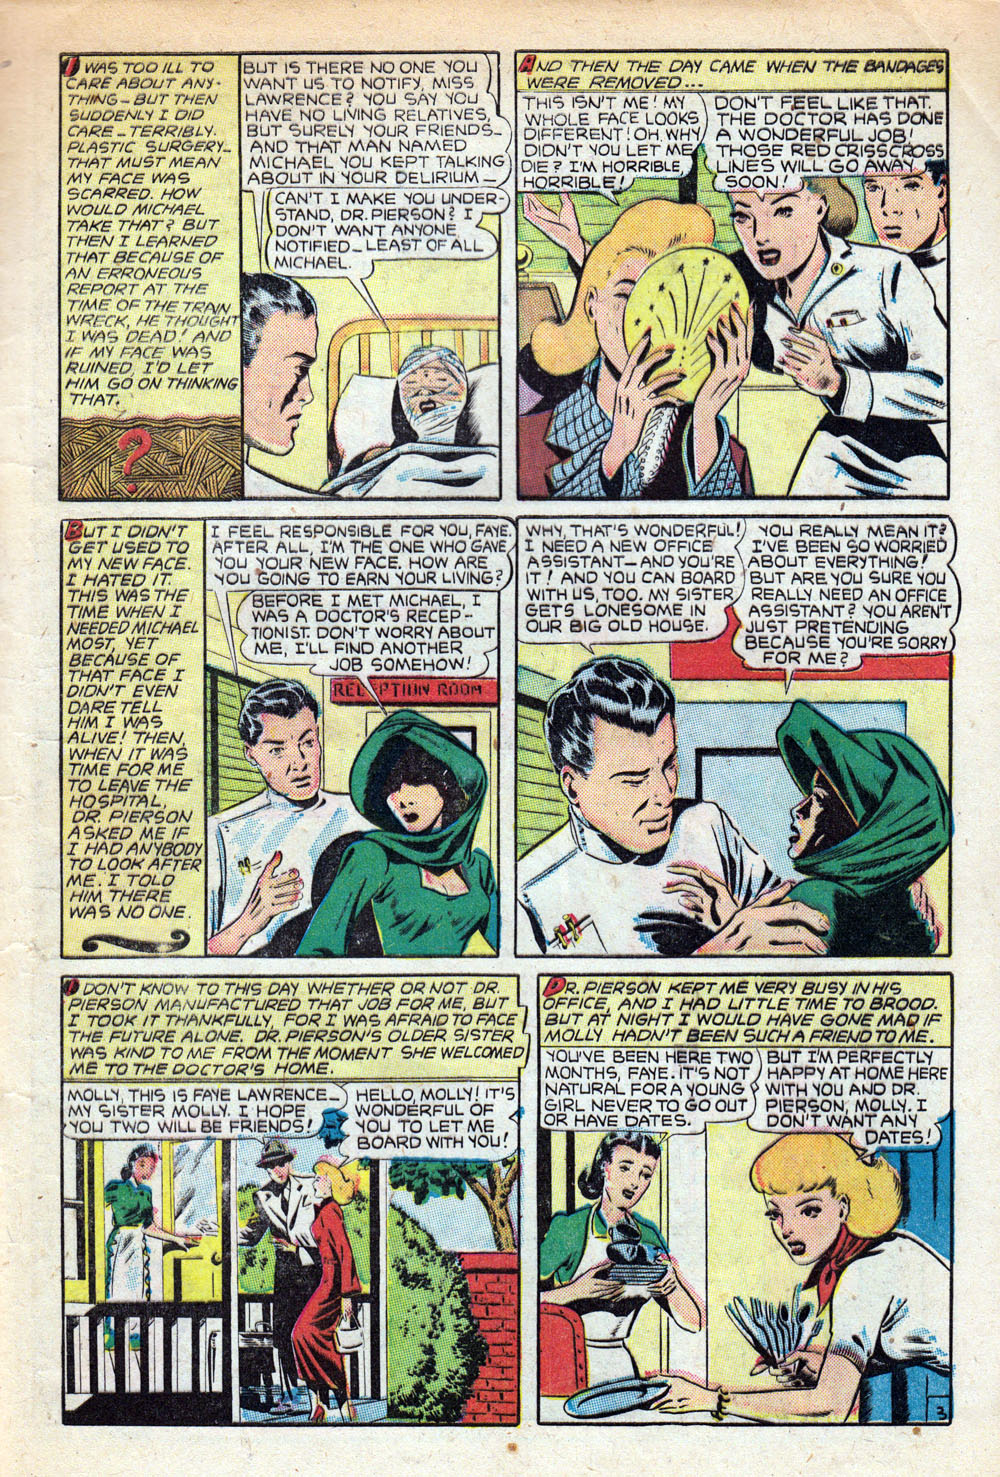 I WAS TOO ILL TO
CARE ABOUT ANY-
THING—BUT THEN
SUDDENLY I DID
CARE—TERRIBLY.
PLASTIC SURGERY—
THAT MUST MEAN
MY FACE WAS
SCARRED. HOW
WOULD MICHAEL
TAKE THAT? BUT
THEN I LEARNED
THAT BECAUSE OF
AN ERRONEOUS
REPORT AT THE
TIME OF THE TRAIN
WRECK, HE THOUGHT
I WAS DEAD! AND
IF MY FACE WAS
RUINED, I'D LET
HIM GO ON THINKING
THAT.
?
BUT IS THERE NO ONE YOU
WANT US TO NOTIFY, MISS
LAWRENCE? YOU SAY YOU
HAVE NO LIVING RELATIVES,
BUT SURELY YOUR FRIENDS—
AND THAT MAN NAMED
MICHAEL YOU KEPT TALKING
ABOUT IN YOUR DELIRIUM—
CAN'T I MAKE YOU UNDER-
STAND, DR. PIERSON? I
DON'T WANT ANYONE
NOTIFIED—LEAST OF ALL
MICHAEL.
AND THEN THE DAY CAME WHEN THE BANDAGES
WERE REMOVED...
THIS ISN'T ME! MY
WHOLE FACE LOOKS
DIFFERENT! OH, WHY
DIDN'T YOU LET ME
DIE? I'M HORRIBLE,
HORRIBLE!
DON'T FEEL LIKE THAT.
THE DOCTOR HAS DONE
A WONDERFUL JOB!
THOSE RED CRISSCROSS
LINES WILL GO AWAY
SOON!
BUT I DIDN'T
GET USED TO
MY NEW FACE.
I HATED IT.
THIS WAS THE
TIME WHEN I
NEEDED MICHAEL
MOST, YET
BECAUSE OF
THAT FACE I
DIDN'T EVEN
DARE TELL
HIM I WAS
ALIVE! THEN,
WHEN IT WAS
TIME FOR ME
TO LEAVE THE
HOSPITAL,
DR. PIERSON
ASKED ME IF
I HAD ANYBODY
TO LOOK AFTER
ME. I TOLD
HIM THERE
WAS NO ONE.
I FEEL RESPONSIBLE FOR YOU, FAYE.
AFTER ALL, I'M THE ONE WHO GAVE
YOU YOUR NEW FACE. HOW ARE
YOU GOING TO EARN YOUR LIVING?
BEFORE I MET MICHAEL, I
WAS A DOCTOR'S RECEP-
TIONIST. DON'T WORRY ABOUT
ME, I'LL FIND ANOTHER
JOB SOMEHOW!
RECEPTION ROOM
WHY, THAT'S WONDERFUL!
I NEED A NEW OFFICE
ASSISTANT—AND YOU'RE
IT! AND YOU CAN BOARD
WITH US, TOO. MY SISTER
GETS LONESOME IN
OUR BIG OLD HOUSE.
YOU REALLY MEAN IT?
I'VE BEEN SO WORRIED
ABOUT EVERYTHING!
BUT ARE YOU SURE YOU
REALLY NEED AN OFFICE
ASSISTANT? YOU AREN'T
JUST PRETENDING
BECAUSE YOU'RE SORRY
FOR ME?
I DON'T KNOW TO THIS DAY WHETHER OR NOT DR.
PIERSON MANUFACTURED THAT JOB FOR ME, BUT
I TOOK IT THANKFULLY. FOR I WAS AFRAID TO FACE
THE FUTURE ALONE. DR. PIERSON'S OLDER SISTER
WAS KIND TO ME FROM THE MOMENT SHE WELCOMED
ME TO THE DOCTOR'S HOME.
MOLLY, THIS IS FAYE LAWRENCE—
MY SISTER MOLLY. I HOPE
YOU TWO WILL BE FRIENDS!
HELLO, MOLLY! IT'S
WONDERFUL OF
YOU TO LET ME
BOARD WITH YOU!
DR. PIERSON KEPT ME VERY BUSY IN HIS
OFFICE, AND I HAD LITTLE TIME TO BROOD.
BUT AT NIGHT I WOULD HAVE GONE MAD IF
MOLLY HADN'T BEEN SUCH A FRIEND TO ME.
YOU'VE BEEN HERE TWO
MONTHS, FAYE. IT'S NOT
NATURAL FOR A YOUNG
GIRL NEVER TO GO OUT
OR HAVE DATES.
BUT I'M PERFECTLY
HAPPY AT HOME HERE
WITH YOU AND DR.
PIERSON, MOLLY. I
DON'T WANT ANY
DATES!
3